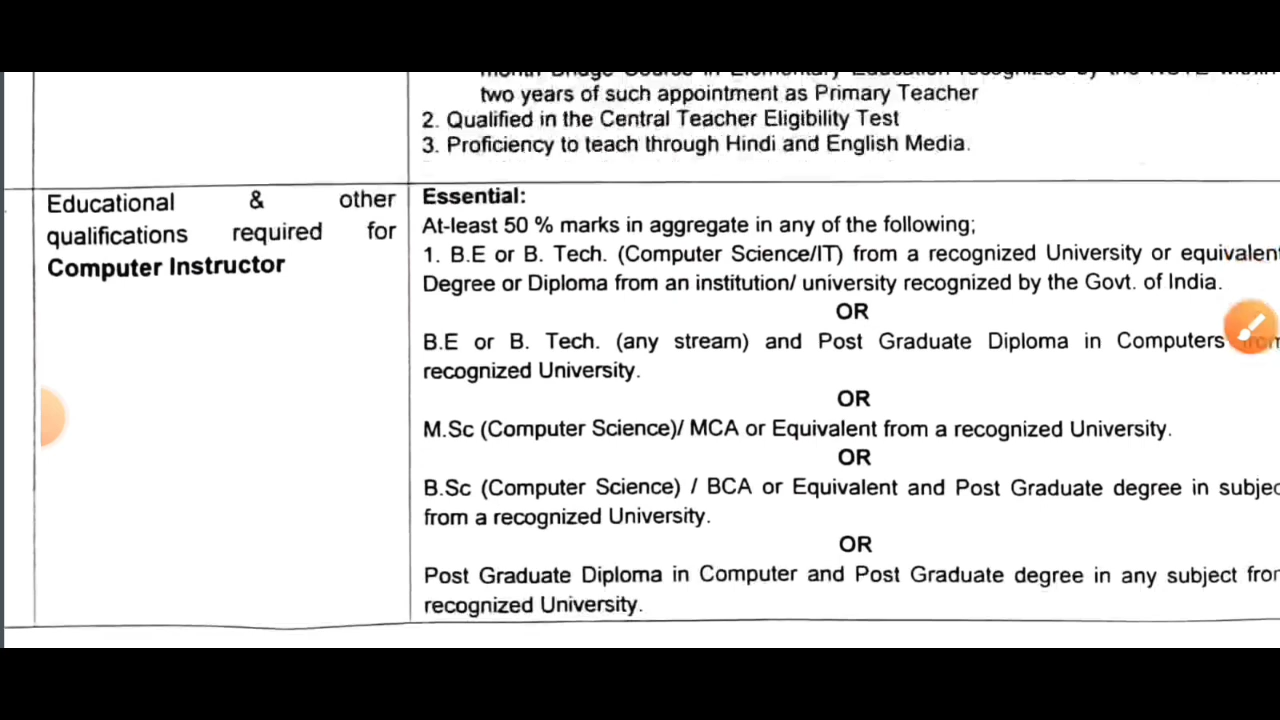 two years of such appointment as Primary Teacher
2. Qualified in the Central Teacher Eligibility Test
3. Proficiency to teach through Hindi and English Media.
Educational & other
qualifications required for
Computer Instructor
Essential:
At-least 50 % marks in aggregate in any of the following;
1. B.E or B. Tech. (Computer Science/IT) from a recognized University or equivalent
Degree or Diploma from an institution/ university recognized by the Govt. of India.
OR
B.E or B. Tech. (any stream) and Post Graduate Diploma in Computers from
recognized University.
OR
M.Sc (Computer Science)/ MCA or Equivalent from a recognized University.
OR
B.Sc (Computer Science) / BCA or Equivalent and Post Graduate degree in subjec
from a recognized University.
OR
Post Graduate Diploma in Computer and Post Graduate degree in any subject from
recognized University.